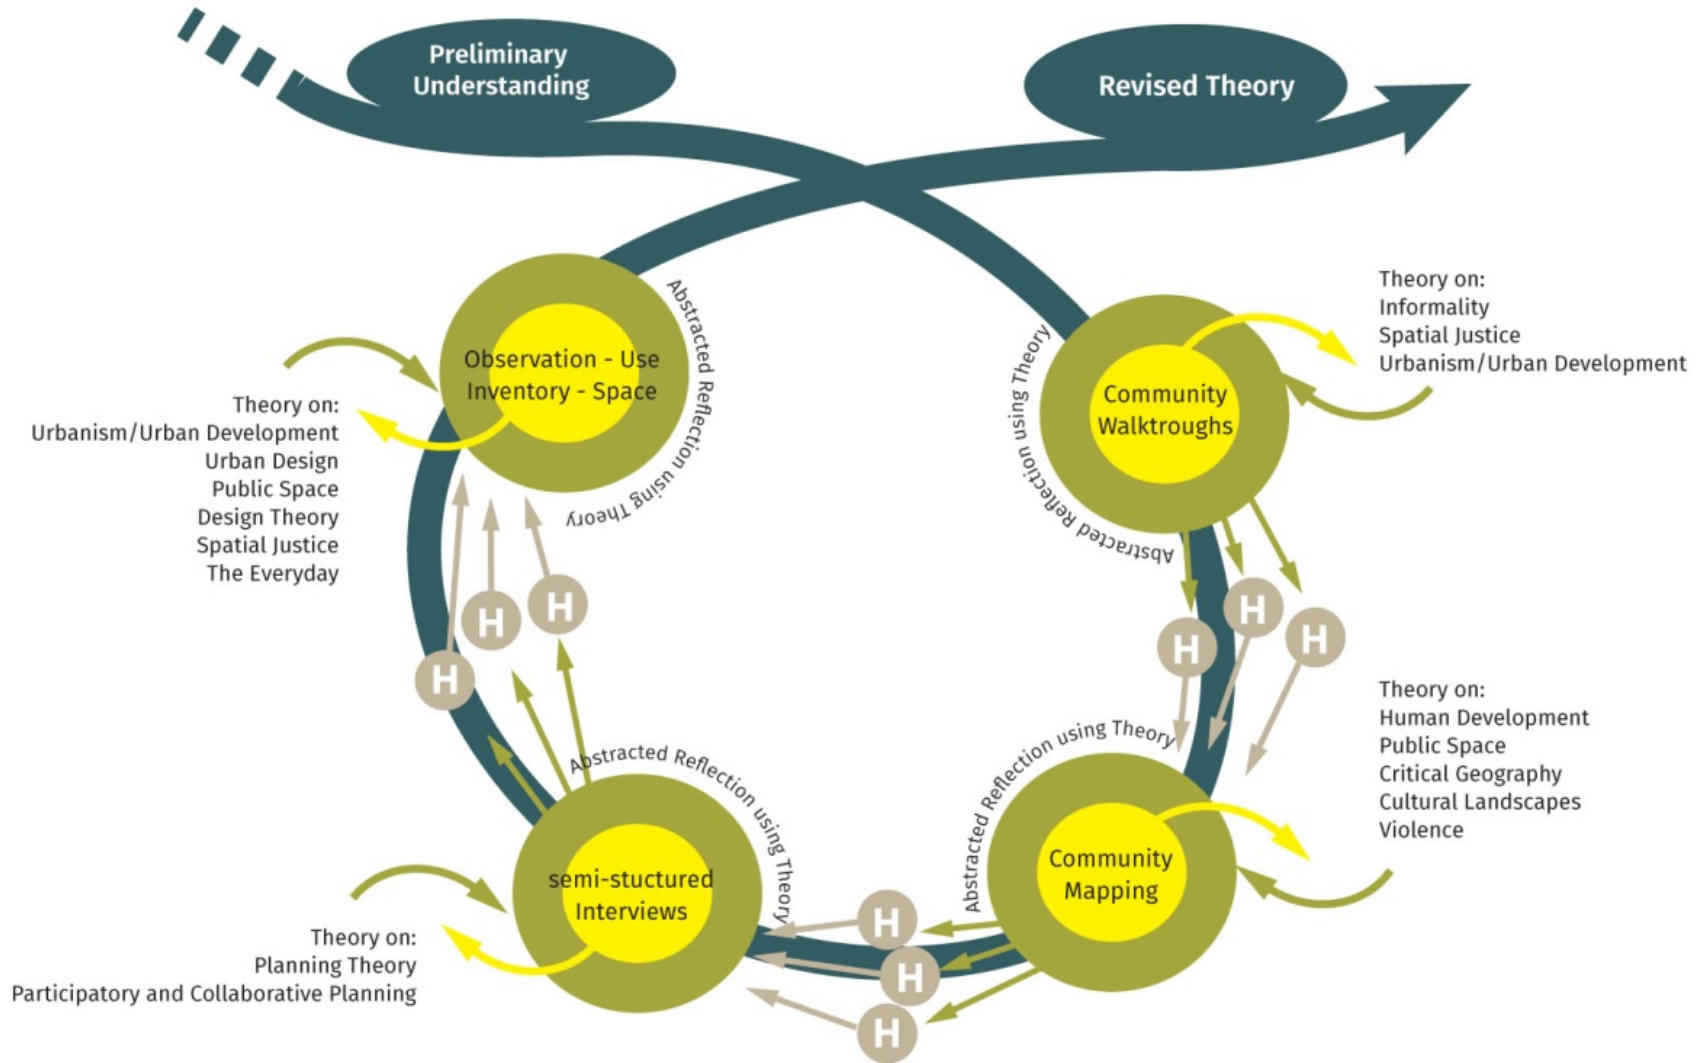 Preliminary
Understanding
Revised Theory
Observation - Use
Inventory - Space
Abstracted Reflection using Theory
Theory on:
Urbanism/Urban Development
Urban Design
Public Space
Design Theory
Spatial Justice
The Everyday
Community
Walktroughs
Abstracted Reflection using Theory
Theory on:
Informality
Spatial Justice
Urbanism/Urban Development
H
H
H
H
H
H
Community
Mapping
Abstracted Reflection using Theory
Theory on:
Human Development
Public Space
Critical Geography
Cultural Landscapes
Violence
H
H
H
semi-stuctured
Interviews
Abstracted Reflection using Theory
Theory on:
Planning Theory
Participatory and Collaborative Planning